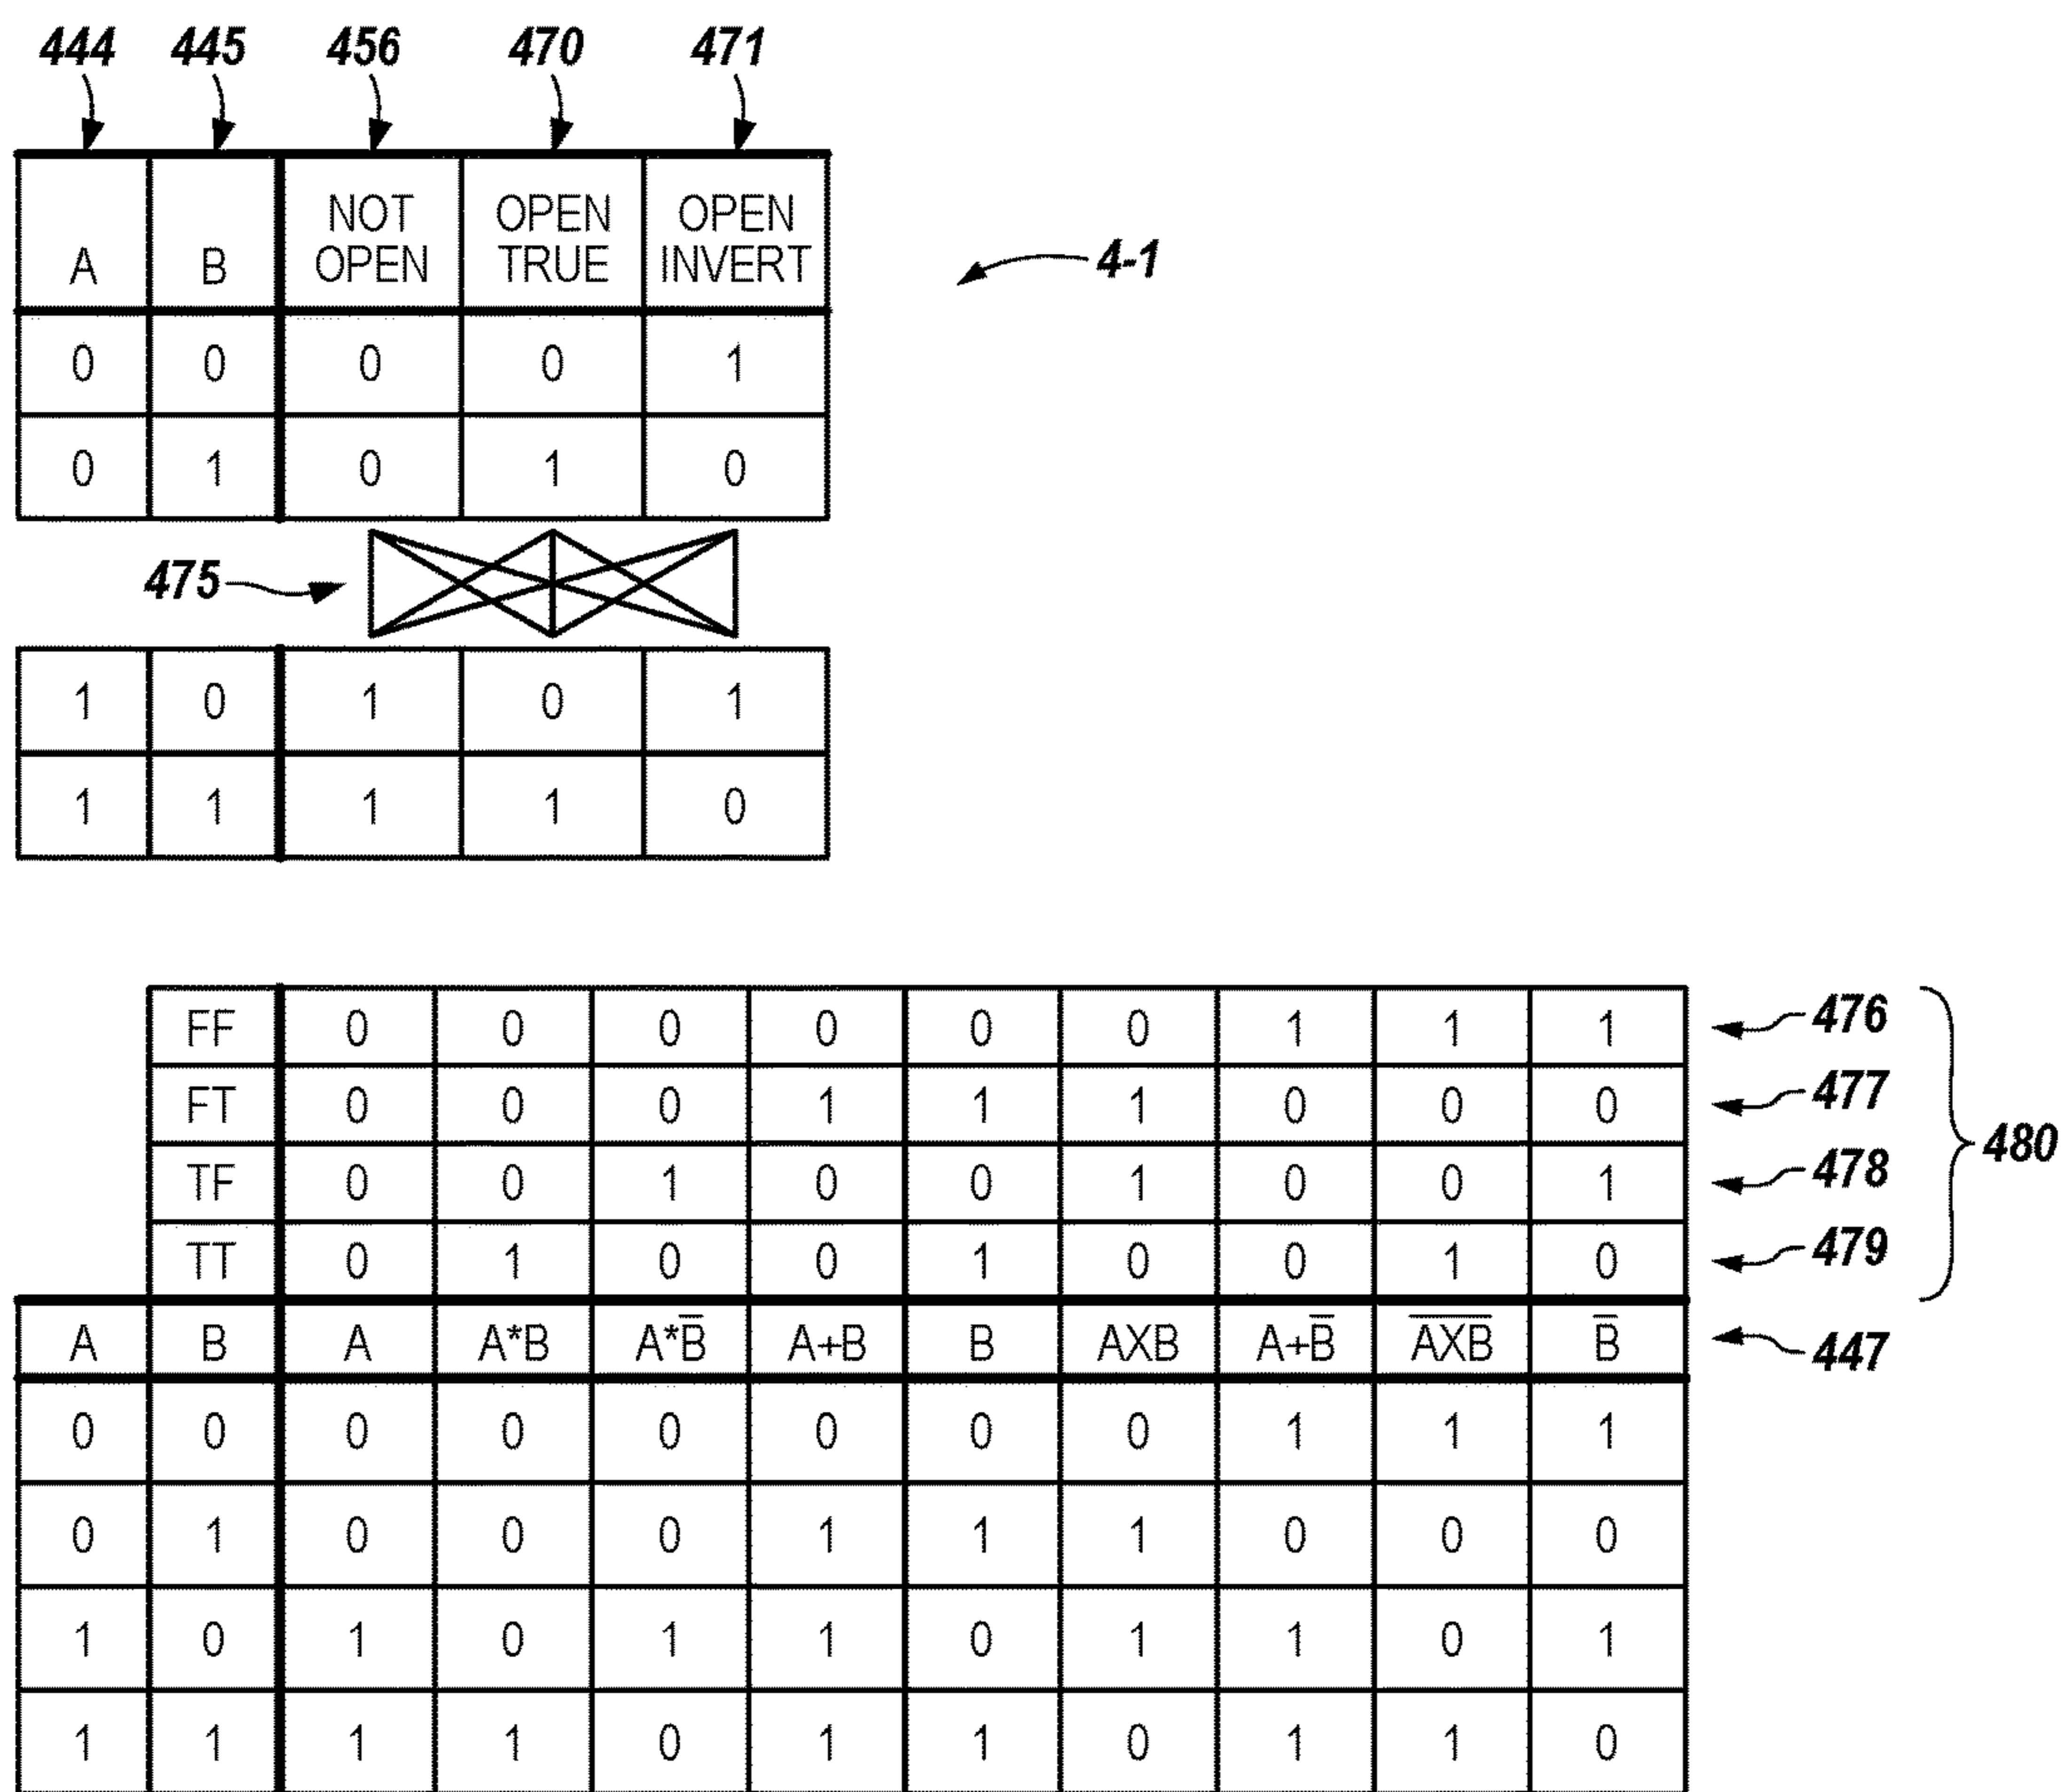 444 445 456 470 471
A B NOT OPEN OPEN TRUE OPEN INVERT
4-1
0 0 0 0 1
0 1 0 1 0
475
1 0 1 0 1
1 1 1 1 0
FF 0 0 0 0 0 0 1 1 1 476
FT 0 0 0 1 1 1 0 0 0 477
480
TF 0 0 1 0 0 1 0 0 1 478
TT 0 1 0 0 1 0 0 1 0 479
A B A A*B A*B̅ A+B B AXB A+B̅ A̅X̅B̅ B̅ 447
0 0 0 0 0 0 0 0 1 1 1
0 1 0 0 0 1 1 1 0 0 0
1 0 1 0 1 1 0 1 1 0 1
1 1 1 1 0 1 1 0 1 1 0